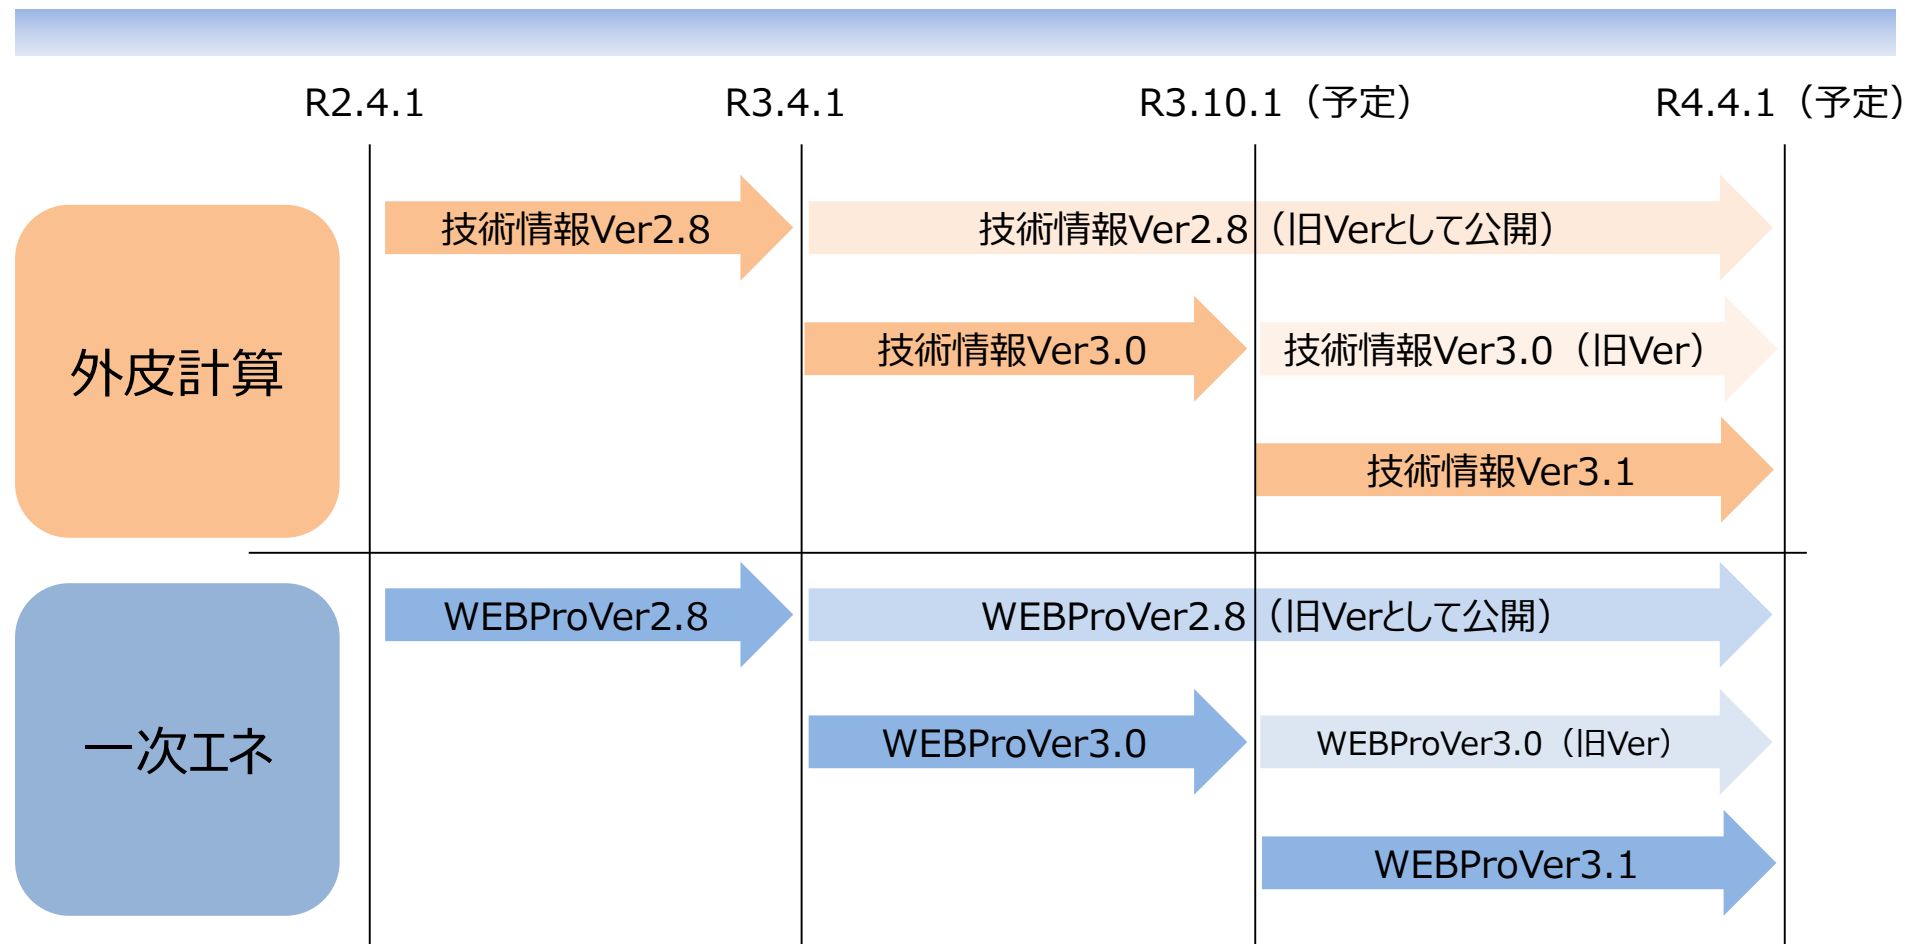 R2.4.1
R3.4.1
R3.10.1（予定）
R4.4.1（予定）
外皮計算
技術情報Ver2.8
技術情報Ver2.8（旧Verとして公開）
技術情報Ver3.0
技術情報Ver3.0（旧Ver）
技術情報Ver3.1
一次エネ
WEBProVer2.8
WEBProVer2.8（旧Verとして公開）
WEBProVer3.0
WEBProVer3.0（旧Ver）
WEBProVer3.1